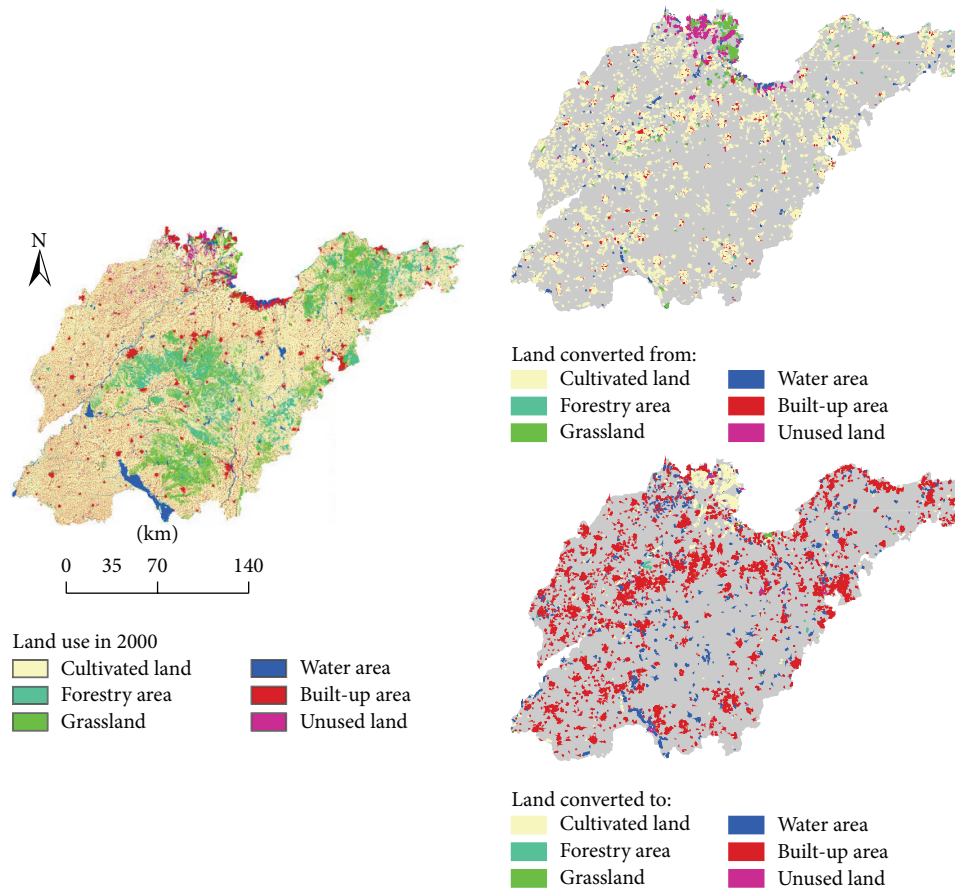 N
(km)
0 35 70 140
Land use in 2000
Cultivated land
Forestry area
Grassland
Water area
Built-up area
Unused land
Land converted from:
Cultivated land
Forestry area
Grassland
Water area
Built-up area
Unused land
Land converted to:
Cultivated land
Forestry area
Grassland
Water area
Built-up area
Unused land